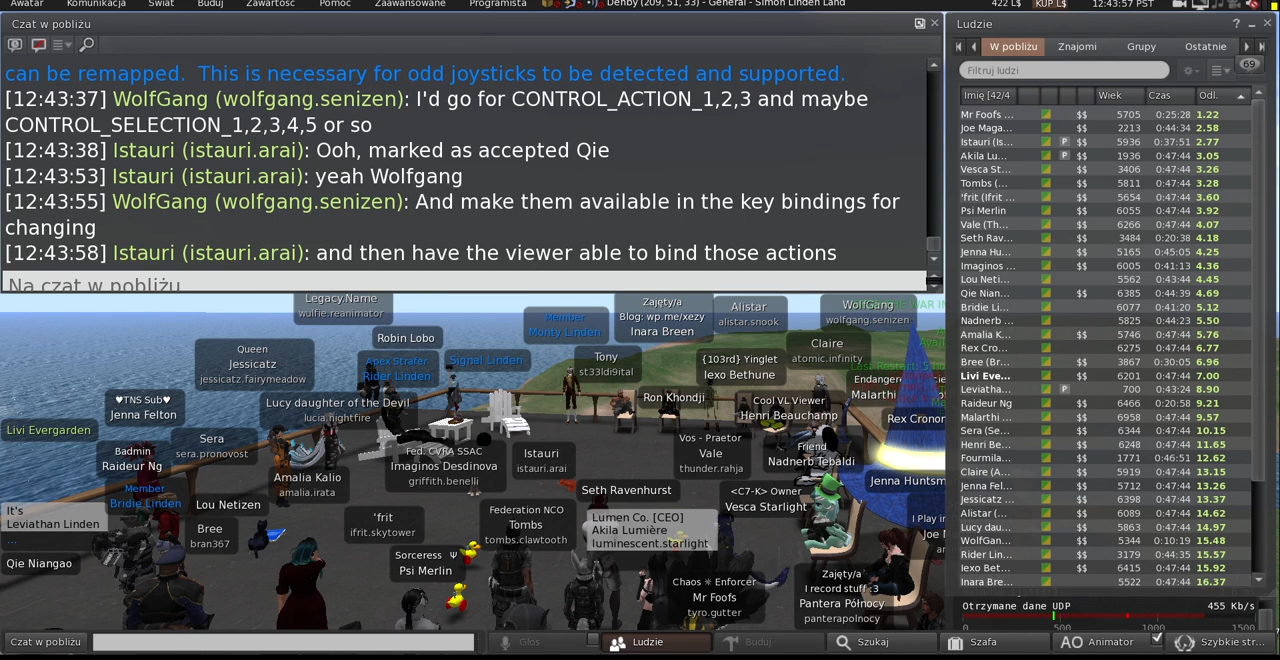 Awatar Komunikacja Świat Buduj Zawartość Pomoc Zaawansowane Programista Denby (209, 51, 33) - General - Simon Linden Land 422 L$ KUP L$ 12:43:57 PST
Czat w pobliżu
can be remapped. This is necessary for odd joysticks to be detected and supported.
[12:43:37] WolfGang (wolfgang.senizen): I'd go for CONTROL_ACTION_1,2,3 and maybe
CONTROL_SELECTION_1,2,3,4,5 or so
[12:43:38] Istauri (istauri.arai): Ooh, marked as accepted Qie
[12:43:53] Istauri (istauri.arai): yeah Wolfgang
[12:43:55] WolfGang (wolfgang.senizen): And make them available in the key bindings for
changing
[12:43:58] Istauri (istauri.arai): and then have the viewer able to bind those actions
Na czat w pobliżu
Legacy.Name
wulfie.reanimator
Robin Lobo
Member
Monty Linden
Zajęty/a
Blog: wp.me/xezy
Inara Breen
Alistar
alistar.snook
WolfGang
wolfgang.senizen
Queen
Jessicatz
jessicatz.fairymeadow
Apex Strafer
Rider Linden
Signal Linden
Tony
st33ldi9ital
{103rd} Yinglet
Iexo Bethune
Claire
atomic.infinity
Endanger
Malarthi
♥TNS Sub♥
Jenna Felton
Lucy daughter of the Devil
lucia.nightfire
Ron Khondji
Cool VL Viewer
Henri Beauchamp
Rex Cronon
Livi Evergarden
Sera
sera.pronovost
Badmin
Raideur Ng
Fed. CVRA SSAC
Imaginos Desdinova
griffith.benelli
Istauri
istauri.arai
Vos - Praetor
Vale
thunder.rahja
Friend
Nadnerb Tebaldi
Jenna Huntsm
Member
Bridie Linden
Lou Netizen
Amalia Kalio
amalia.irata
Seth Ravenhurst
<C7-K> Owner
Vesca Starlight
It's
Leviathan Linden
...
Bree
bran367
'frit
ifrit.skytower
Federation NCO
Tombs
tombs.clawtooth
Lumen Co. [CEO]
Akila Lumière
luminescent.starlight
I Play i
Joe M
Qie Niangao
Sorceress Ψ
Psi Merlin
Chaos ☼ Enforcer
Mr Foofs
tyro.gutter
Zajęty/a
I record stuff :3
Pantera Północy
panterapolnocy
Ludzie
W pobliżu Znajomi Grupy Ostatnie
Filtruj ludzi 69
Imię [42/4 Wiek Czas Odl.
Mr Foofs ... $$ 5705 0:25:28 1.22
Joe Maga... $$ 2213 0:44:34 2.58
Istauri (Is... P $$ 5936 0:37:51 2.77
Akila Lu... P $$ 1936 0:47:44 3.05
Vesca St... $$ 3406 0:47:44 3.26
Tombs (... $$ 5811 0:47:44 3.28
'frit (Ifrit ... $$ 5654 0:47:44 3.60
Psi Merlin $$ 6055 0:47:44 3.92
Vale (Th... $$ 6266 0:47:44 4.07
Seth Rav... $$ 3484 0:20:38 4.18
Jenna Hu... $$ 5165 0:45:05 4.25
Imaginos ... $$ 6005 0:41:13 4.36
Lou Neti... 5562 0:43:44 4.45
Qie Nian... $$ 6385 0:44:39 4.69
Bridie Li... 6077 0:41:20 5.12
Nadnerb ... 5825 0:44:23 5.50
Amalia K... $$ 5746 0:47:44 5.76
Rex Cro... 6275 0:47:44 6.77
Bree (Br... $$ 3867 0:30:05 6.96
Livi Eve... $$ 6201 0:47:44 7.00
Leviatha... P 700 0:43:24 8.90
Raideur Ng $$ 6466 0:20:58 9.21
Malarthi ... $$ 6958 0:47:44 9.57
Sera (Se... $$ 6344 0:47:44 10.15
Henri Be... $$ 6248 0:47:44 11.65
Fourmila... $$ 1771 0:46:51 12.62
Claire (A... $$ 5919 0:47:44 13.15
Jenna Fel... $$ 5712 0:47:44 13.26
Jessicatz ... $$ 6398 0:47:44 13.37
Alistor (... $$ 6089 0:47:44 14.62
Lucy dau... $$ 5863 0:47:44 14.97
WolfGan... $$ 5344 0:10:19 15.48
Rider Lin... $$ 3179 0:44:35 15.57
Iexo Bet... $$ 6415 0:47:44 15.92
Inara Bre... 5522 0:47:44 16.37
Otrzymane dane UDP 455 Kb/s
0 500 1500
Czat w pobliżu Głos Ludzie Buduj Szukaj Szafa AO Animator Szybkie str...